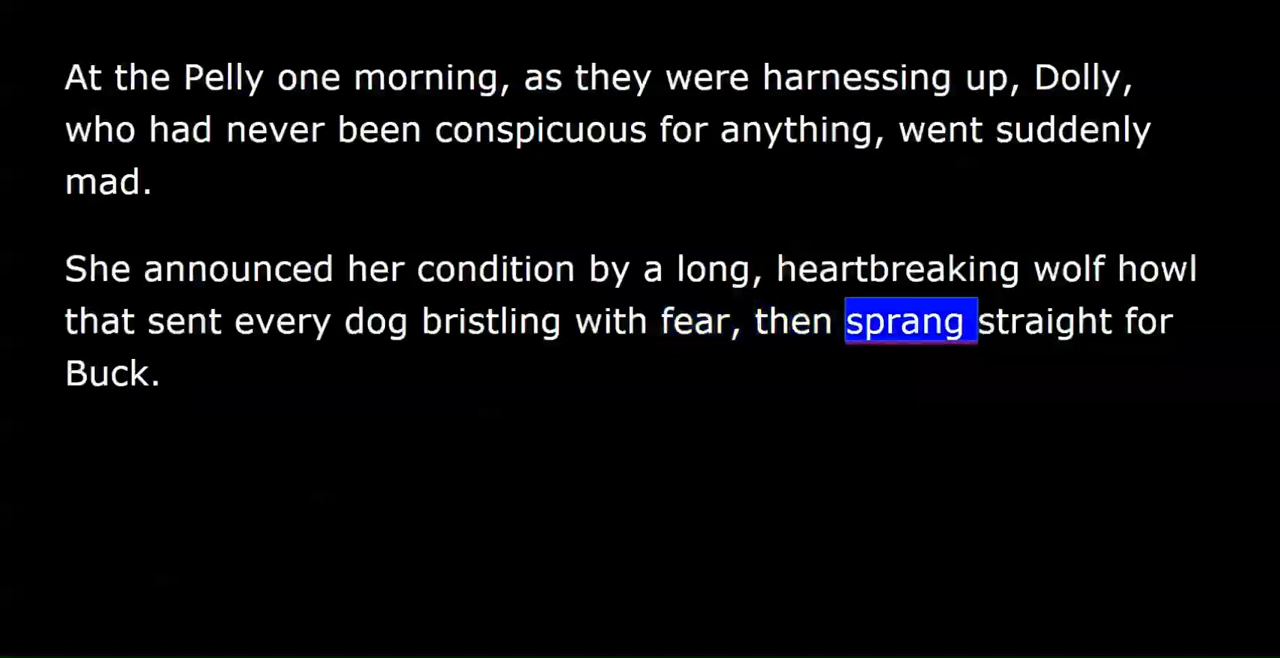 At the Pelly one morning, as they were harnessing up, Dolly,
who had never been conspicuous for anything, went suddenly
mad.
She announced her condition by a long, heartbreaking wolf howl
that sent every dog bristling with fear, then sprang straight for
Buck.